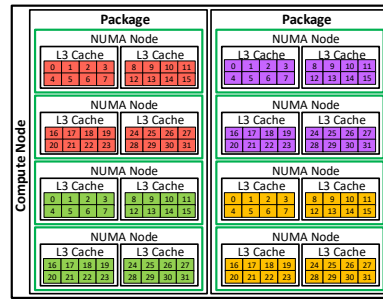 Compute Node
Package
NUMA Node
L3 Cache L3 Cache
0 1 2 3 8 9 10 11
4 5 6 7 12 13 14 15
NUMA Node
L3 Cache L3 Cache
16 17 18 19 24 25 26 27
20 21 22 23 28 29 30 31
NUMA Node
L3 Cache L3 Cache
0 1 2 3 8 9 10 11
4 5 6 7 12 13 14 15
NUMA Node
L3 Cache L3 Cache
16 17 18 19 24 25 26 27
20 21 22 23 28 29 30 31
Package
NUMA Node
L3 Cache L3 Cache
0 1 2 3 8 9 10 11
4 5 6 7 12 13 14 15
NUMA Node
L3 Cache L3 Cache
16 17 18 19 24 25 26 27
20 21 22 23 28 29 30 31
NUMA Node
L3 Cache L3 Cache
0 1 2 3 8 9 10 11
4 5 6 7 12 13 14 15
NUMA Node
L3 Cache L3 Cache
16 17 18 19 24 25 26 27
20 21 22 23 28 29 30 31